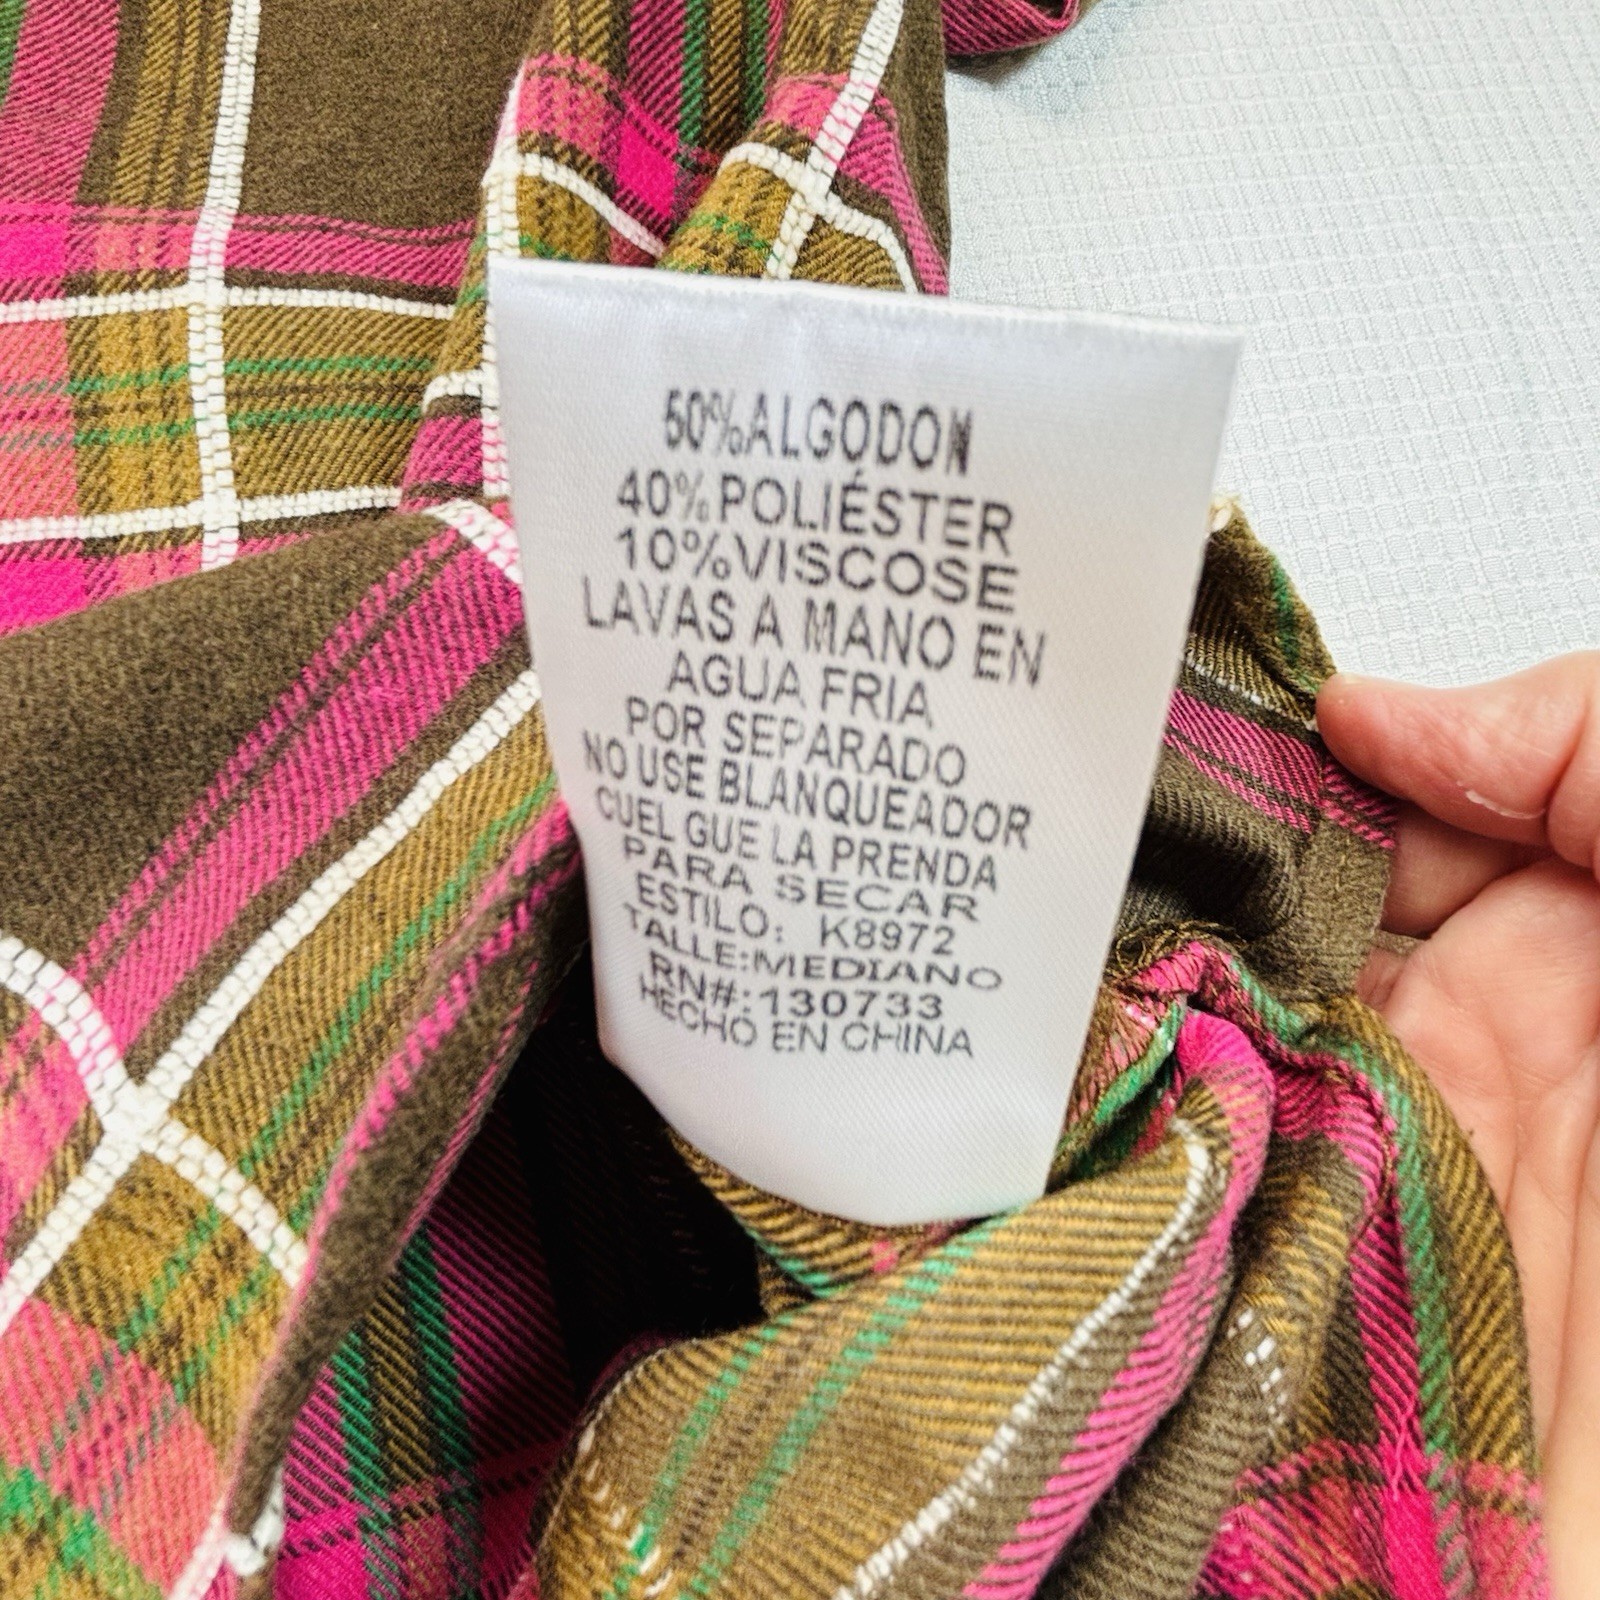 50%ALGODON
40%POLIÉSTER
10%VISCOSE
LAVAS A MANO EN
AGUA FRIA
POR SEPARADO
NO USE BLANQUEADOR
CUEL GUE LA PRENDA
PARA SECAR
ESTILO: K8972
TALLE:MEDIANO
RN#:130733
HECHO EN CHINA